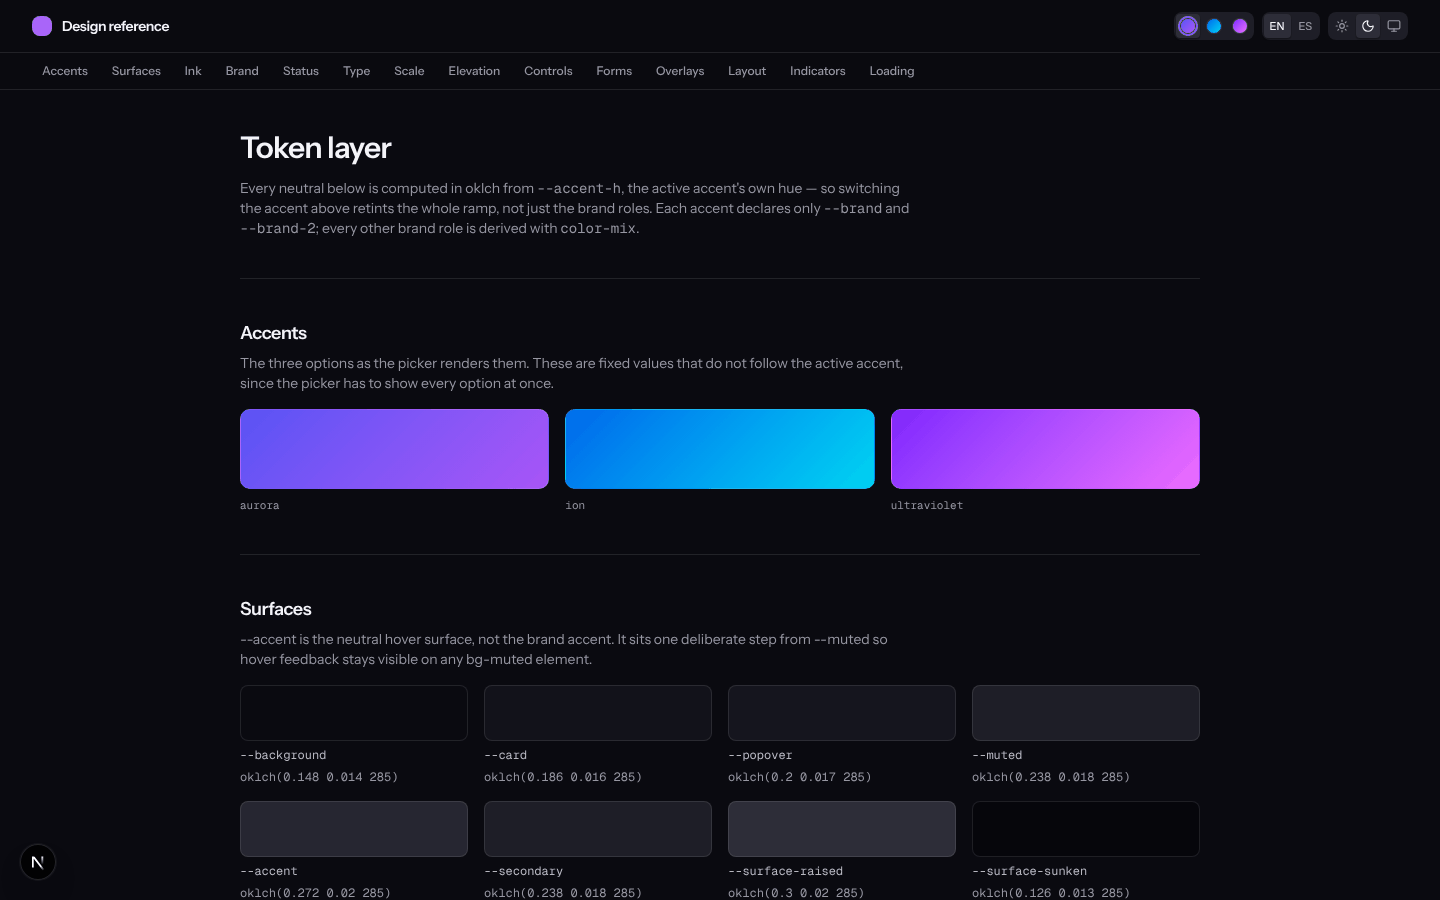 Design reference
EN ES
Accents Surfaces Ink Brand Status Type Scale Elevation Controls Forms Overlays Layout Indicators Loading
Token layer
Every neutral below is computed in oklch from --accent-h, the active accent's own hue — so switching
the accent above retints the whole ramp, not just the brand roles. Each accent declares only --brand and
--brand-2; every other brand role is derived with color-mix.
Accents
The three options as the picker renders them. These are fixed values that do not follow the active accent,
since the picker has to show every option at once.
aurora ion ultraviolet
Surfaces
--accent is the neutral hover surface, not the brand accent. It sits one deliberate step from --muted so
hover feedback stays visible on any bg-muted element.
--background --card --popover --muted
oklch(0.148 0.014 285) oklch(0.186 0.016 285) oklch(0.2 0.017 285) oklch(0.238 0.018 285)
--accent --secondary --surface-raised --surface-sunken
oklch(0.272 0.02 285) oklch(0.238 0.018 285) oklch(0.3 0.02 285) oklch(0.126 0.013 285)
N